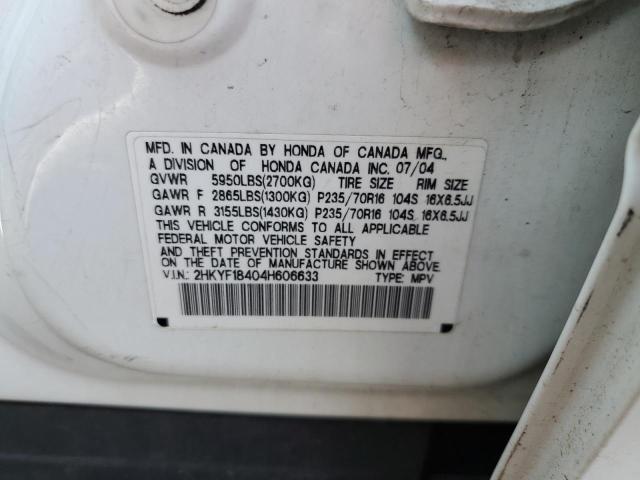 MFD. IN CANADA BY HONDA OF CANADA MFG.,
A DIVISION OF HONDA CANADA INC. 07/04
GVWR 5950LBS(2700KG) TIRE SIZE RIM SIZE
GAWR F 2865LBS(1300KG) P235/70R16 104S 16X6.5JJ
GAWR R 3155LBS(1430KG) P235/70R16 104S 16X6.5JJ
THIS VEHICLE CONFORMS TO ALL APPLICABLE
FEDERAL MOTOR VEHICLE SAFETY
AND THEFT PREVENTION STANDARDS IN EFFECT
ON THE DATE OF MANUFACTURE SHOWN ABOVE.
V.I.N.: 2HKYF18404H606633 TYPE: MPV